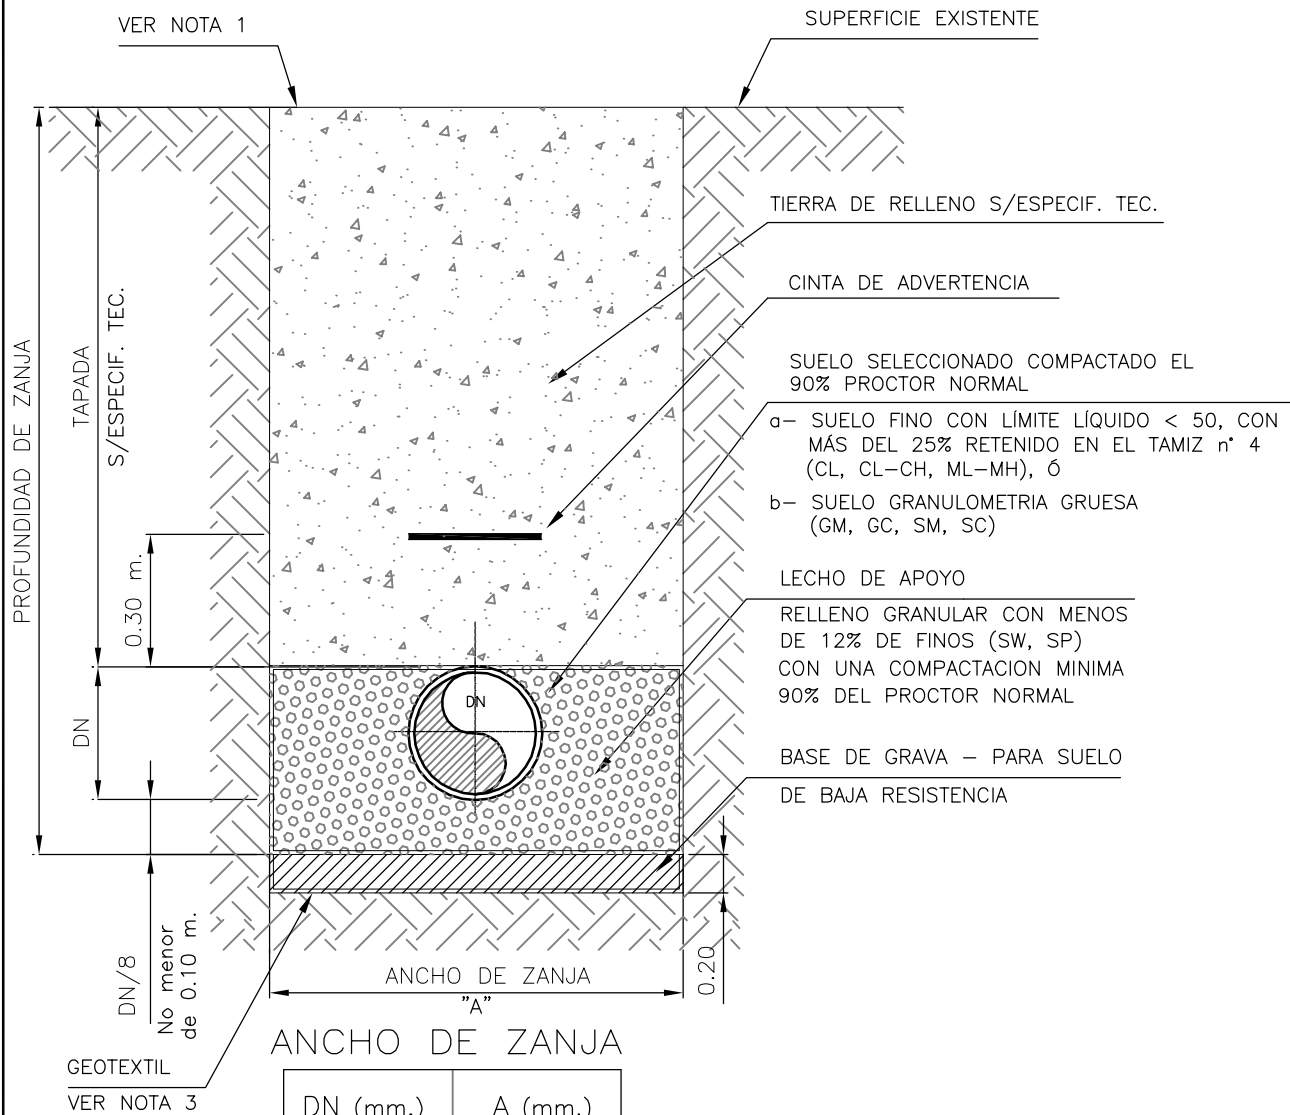 VER NOTA 1
SUPERFICIE EXISTENTE
TIERRA DE RELLENO S/ESPECIF. TEC.
CINTA DE ADVERTENCIA
SUELO SELECCIONADO COMPACTADO EL
90% PROCTOR NORMAL
a– SUELO FINO CON LÍMITE LÍQUIDO < 50, CON
MÁS DEL 25% RETENIDO EN EL TAMIZ n° 4
(CL, CL–CH, ML–MH), Ó
b– SUELO GRANULOMETRIA GRUESA
(GM, GC, SM, SC)
LECHO DE APOYO
RELLENO GRANULAR CON MENOS
DE 12% DE FINOS (SW, SP)
CON UNA COMPACTACION MINIMA
90% DEL PROCTOR NORMAL
BASE DE GRAVA – PARA SUELO
DE BAJA RESISTENCIA
PROFUNDIDAD DE ZANJA
TAPADA
S/ESPECIF. TEC.
0.30 m.
DN
DN
DN/8
No menor
de 0.10 m.
0.20
ANCHO DE ZANJA
"A"
GEOTEXTIL
VER NOTA 3
ANCHO DE ZANJA
DN (mm.)
A (mm.)